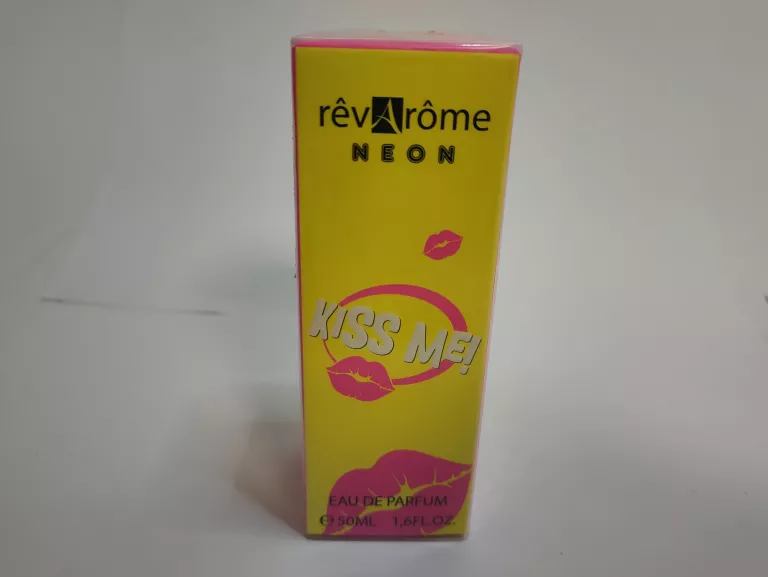 rêvArôme
NEON
KISS ME!
EAU DE PARFUM
℮ 50ML 1,6FL.OZ.